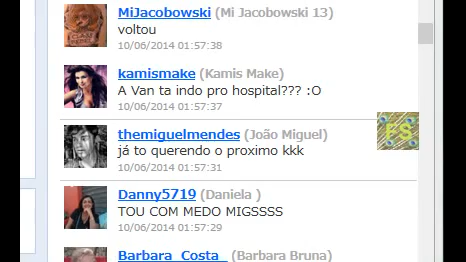 MiJacobowski (Mi Jacobowski 13)
voltou
10/06/2014 01:57:38
kamismake (Kamis Make)
A Van ta indo pro hospital??? :O
10/06/2014 01:57:37
themiguelmendes (João Miguel)
já to querendo o proximo kkk
10/06/2014 01:57:31
ES
Danny5719 (Daniela )
TOU COM MEDO MIGSSSS
10/06/2014 01:57:29
Barbara_Costa_ (Barbara Bruna)